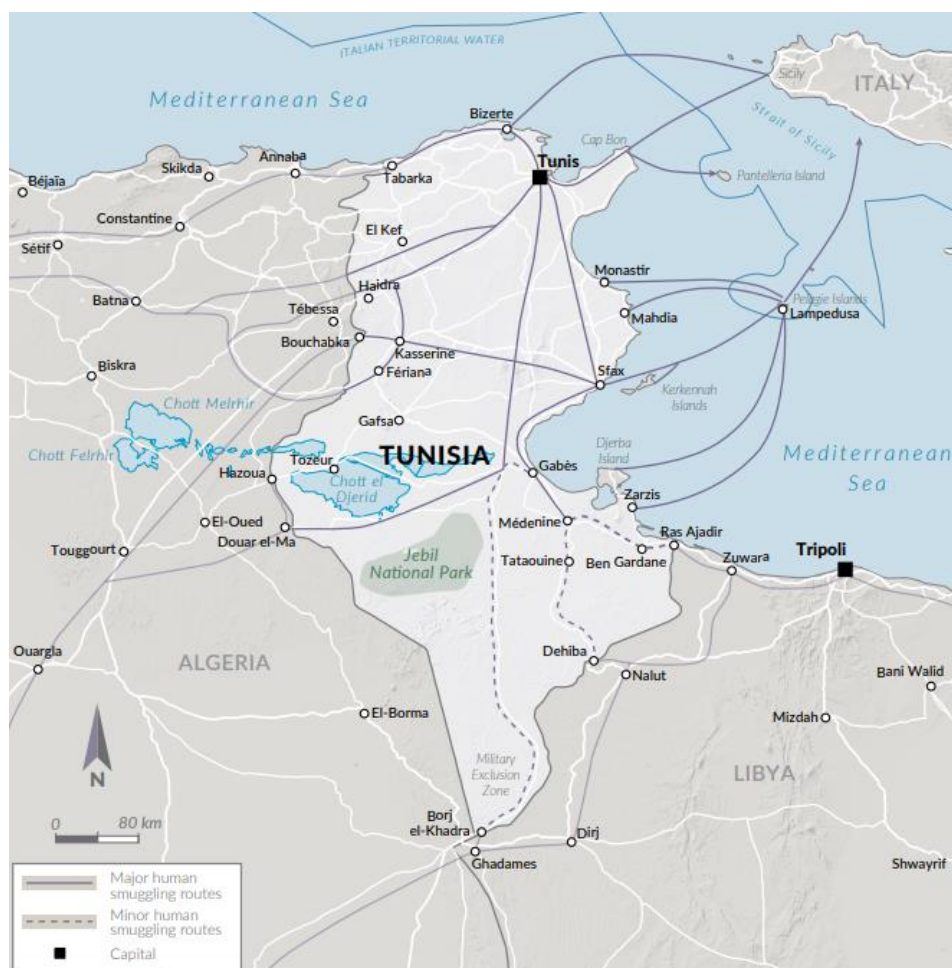 ITALIAN TERRITORIAL WATER
Mediterranean Sea
Sicily
ITALY
Strait of Sicily
Bizerte
Cap Bon
Tunis
Pantelleria Island
Annaba
Skikda
Tabarka
Béjaïa
Constantine
El Kef
Sétif
Monastir
Haidra
Batna
Tébessa
Mahdia
Pelagie Islands
Lampedusa
Bouchabka
Kasserine
Biskra
Fériana
Sfax
Kerkennah
Islands
Chott Melrhir
Gafsa
Chott Felrhir
TUNISIA
Djerba
Island
Mediterranean
Sea
Tozeur
Hazoua
Chott el
Djerid
Gabès
Zarzis
El-Oued
Douar el-Ma
Médenine
Ras Ajadir
Touggourt
Jebil
National Park
Tataouine
Ben Gardane
Zuwara
Tripoli
Ouargla
ALGERIA
Dehiba
Nalut
Bani Walid
El-Borma
Mizdah
N
Military
Exclusion
Zone
LIBYA
0 80 km
Borj
el-Khadra
Dirj
Ghadames
Shwayrif
Major human
smuggling routes
Minor human
smuggling routes
Capital